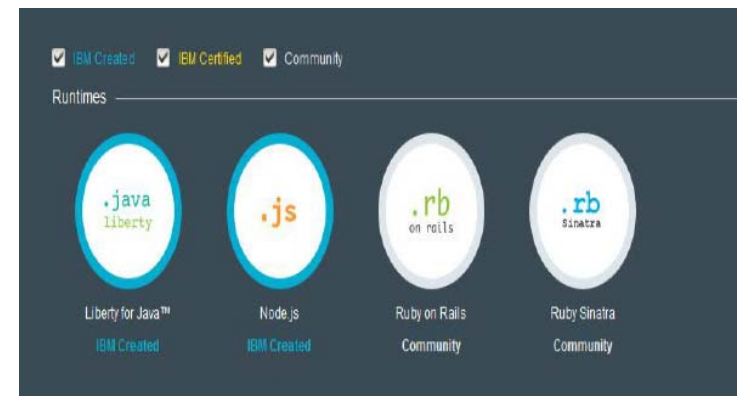 IBM Created IBM Certified Community
Runtimes
.java
liberty
.js
.rb
on rails
.rb
Sinatra
Liberty for Java™ Node.js Ruby on Rails Ruby Sinatra
IBM Created IBM Created Community Community